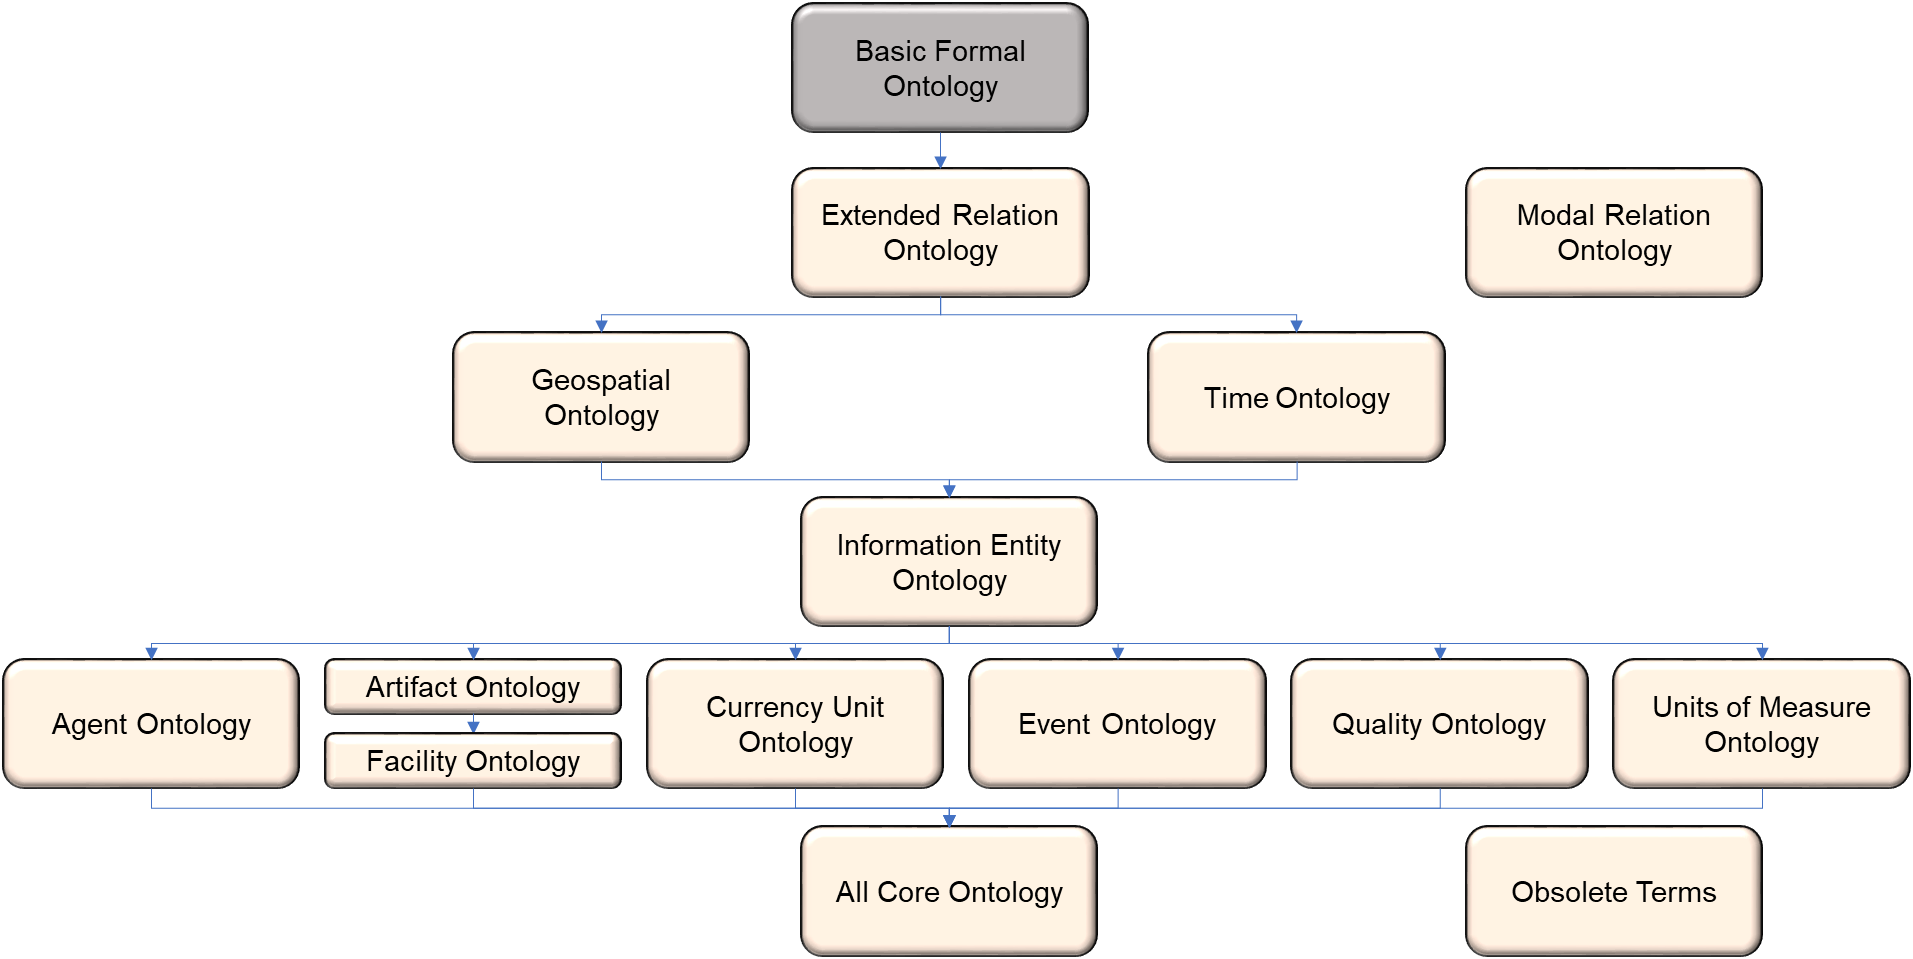 Basic Formal
Ontology
Extended Relation
Ontology
Modal Relation
Ontology
Geospatial
Ontology
Time Ontology
Information Entity
Ontology
Agent Ontology
Artifact Ontology
Facility Ontology
Currency Unit
Ontology
Event Ontology
Quality Ontology
Units of Measure
Ontology
All Core Ontology
Obsolete Terms